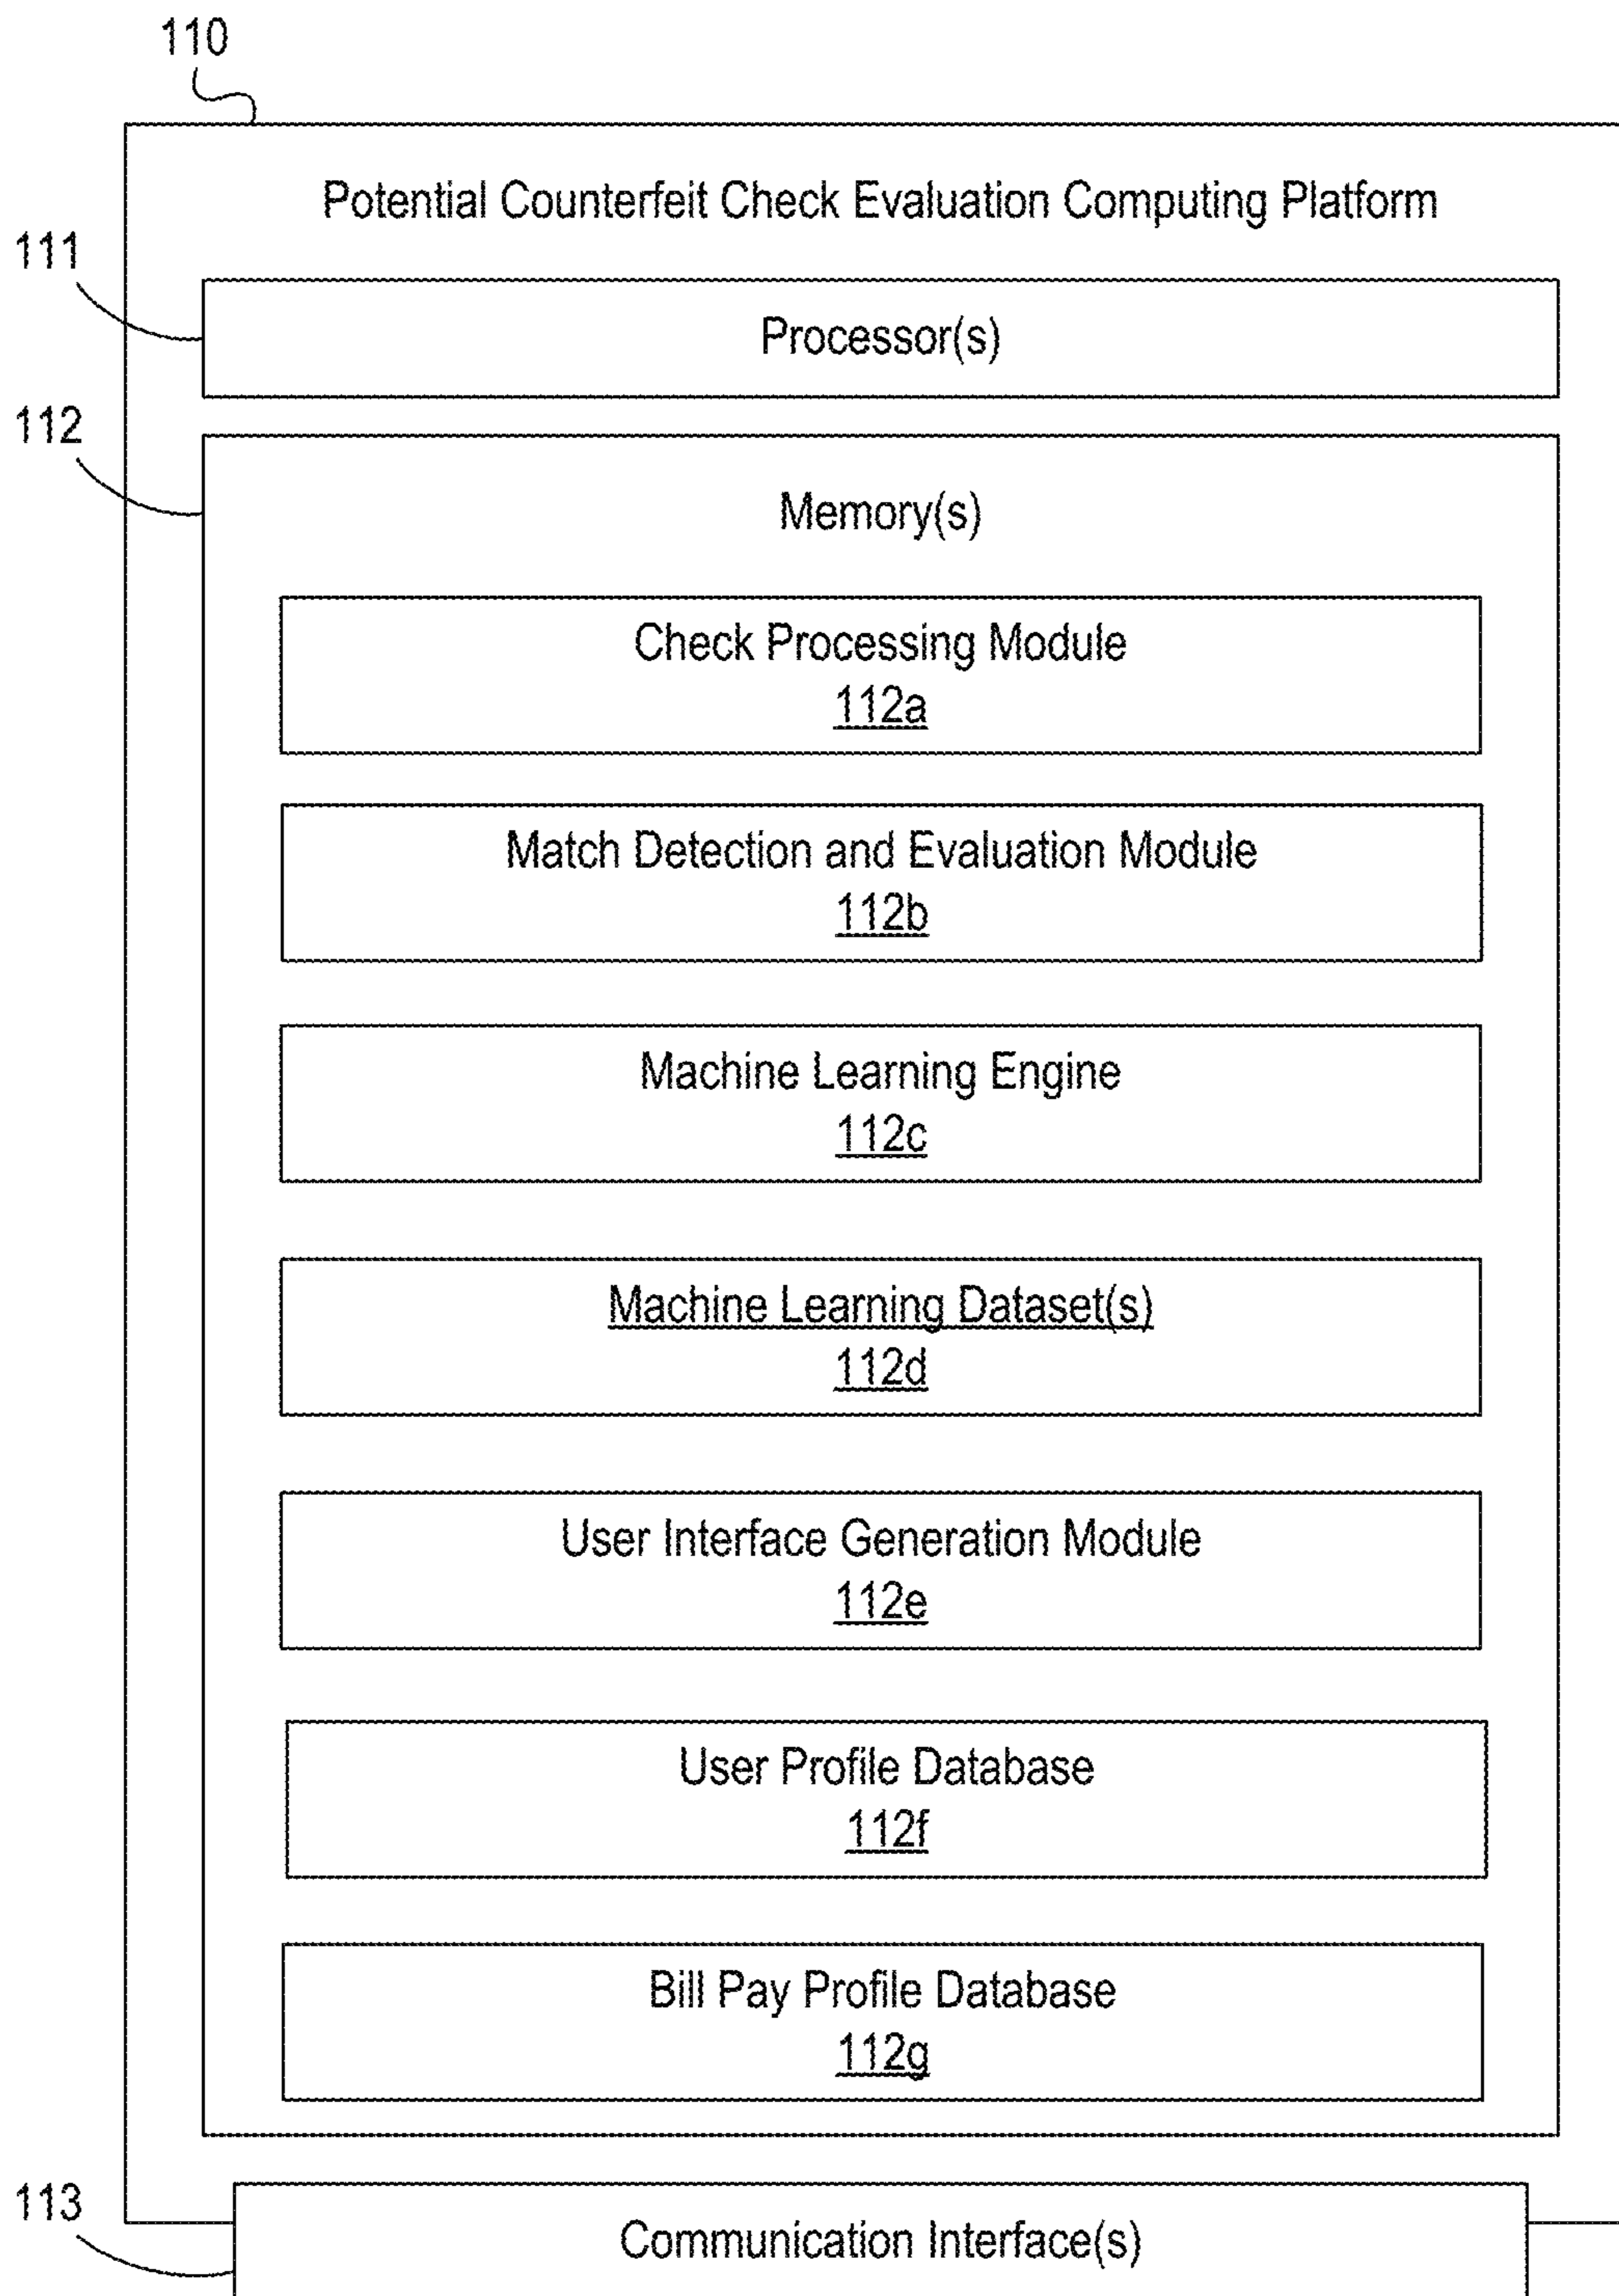 110
Potential Counterfeit Check Evaluation Computing Platform
111
Processor(s)
112
Memory(s)
Check Processing Module
112a
Match Detection and Evaluation Module
112b
Machine Learning Engine
112c
Machine Learning Dataset(s)
112d
User Interface Generation Module
112e
User Profile Database
112f
Bill Pay Profile Database
112g
113
Communication Interface(s)